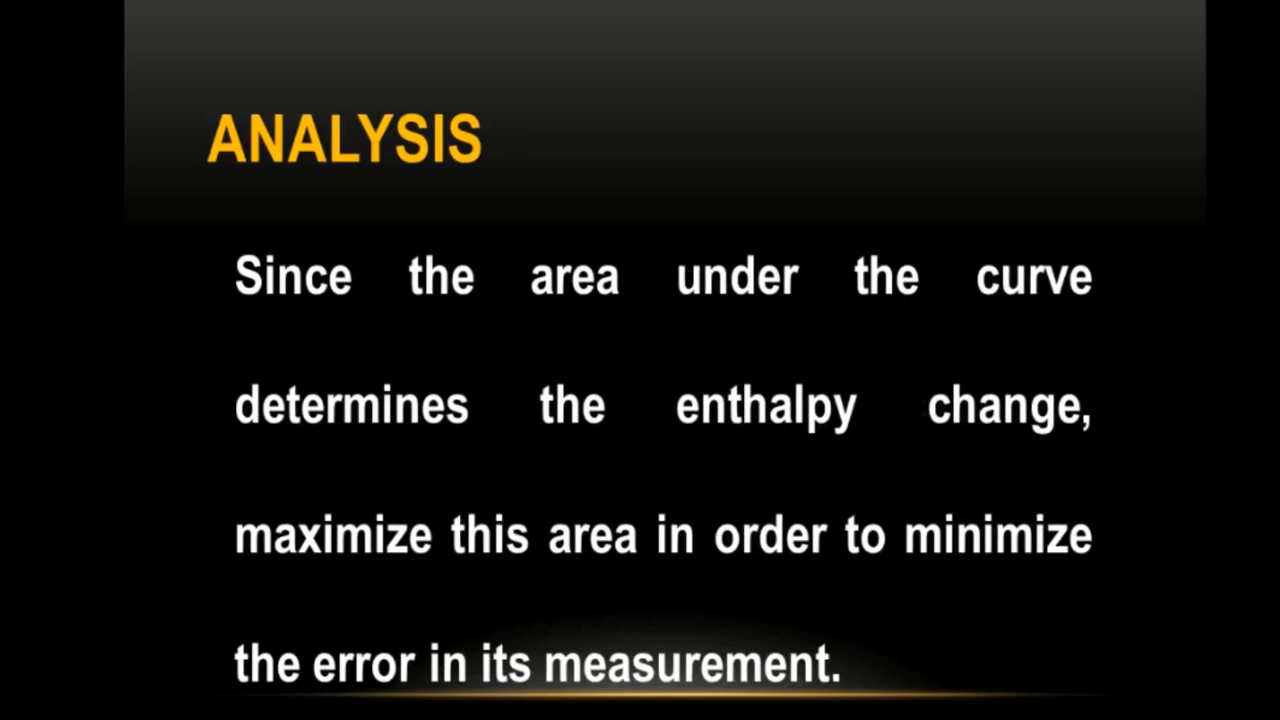 ANALYSIS
Since the area under the curve
determines the enthalpy change,
maximize this area in order to minimize
the error in its measurement.